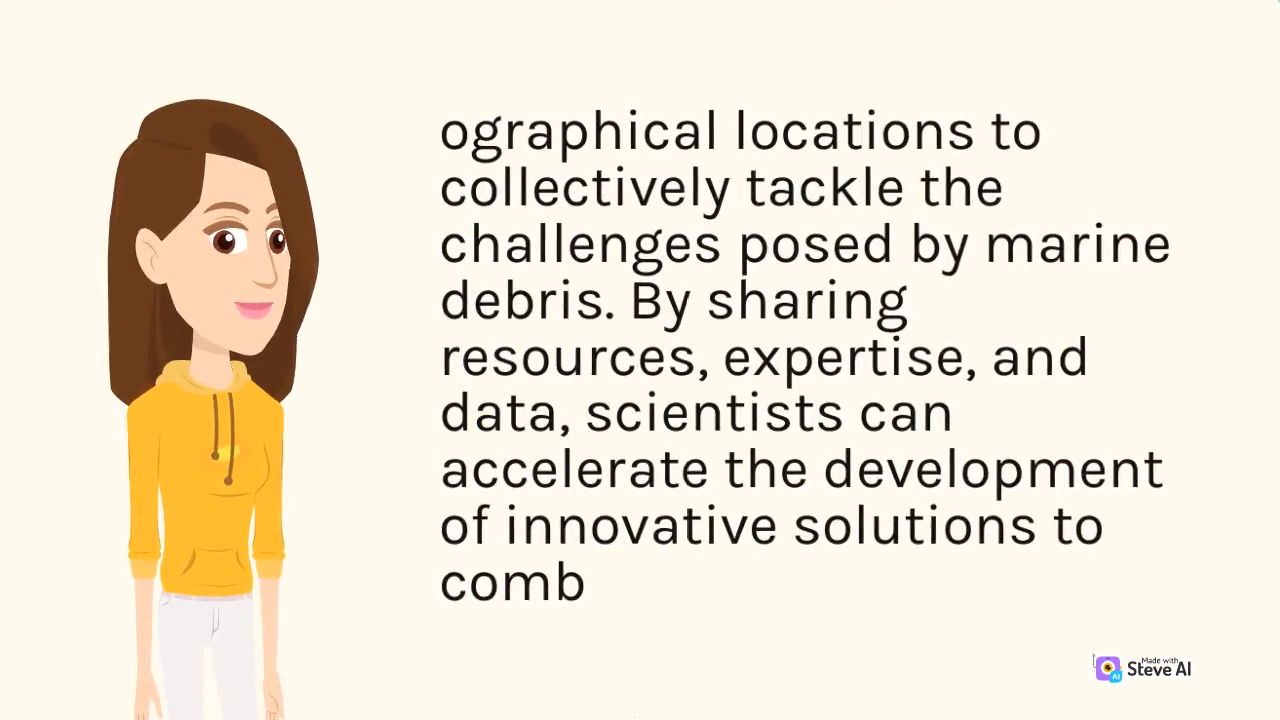 ographical locations to
collectively tackle the
challenges posed by marine
debris. By sharing
resources, expertise, and
data, scientists can
accelerate the development
of innovative solutions to
comb
Made with
Steve AI
AI